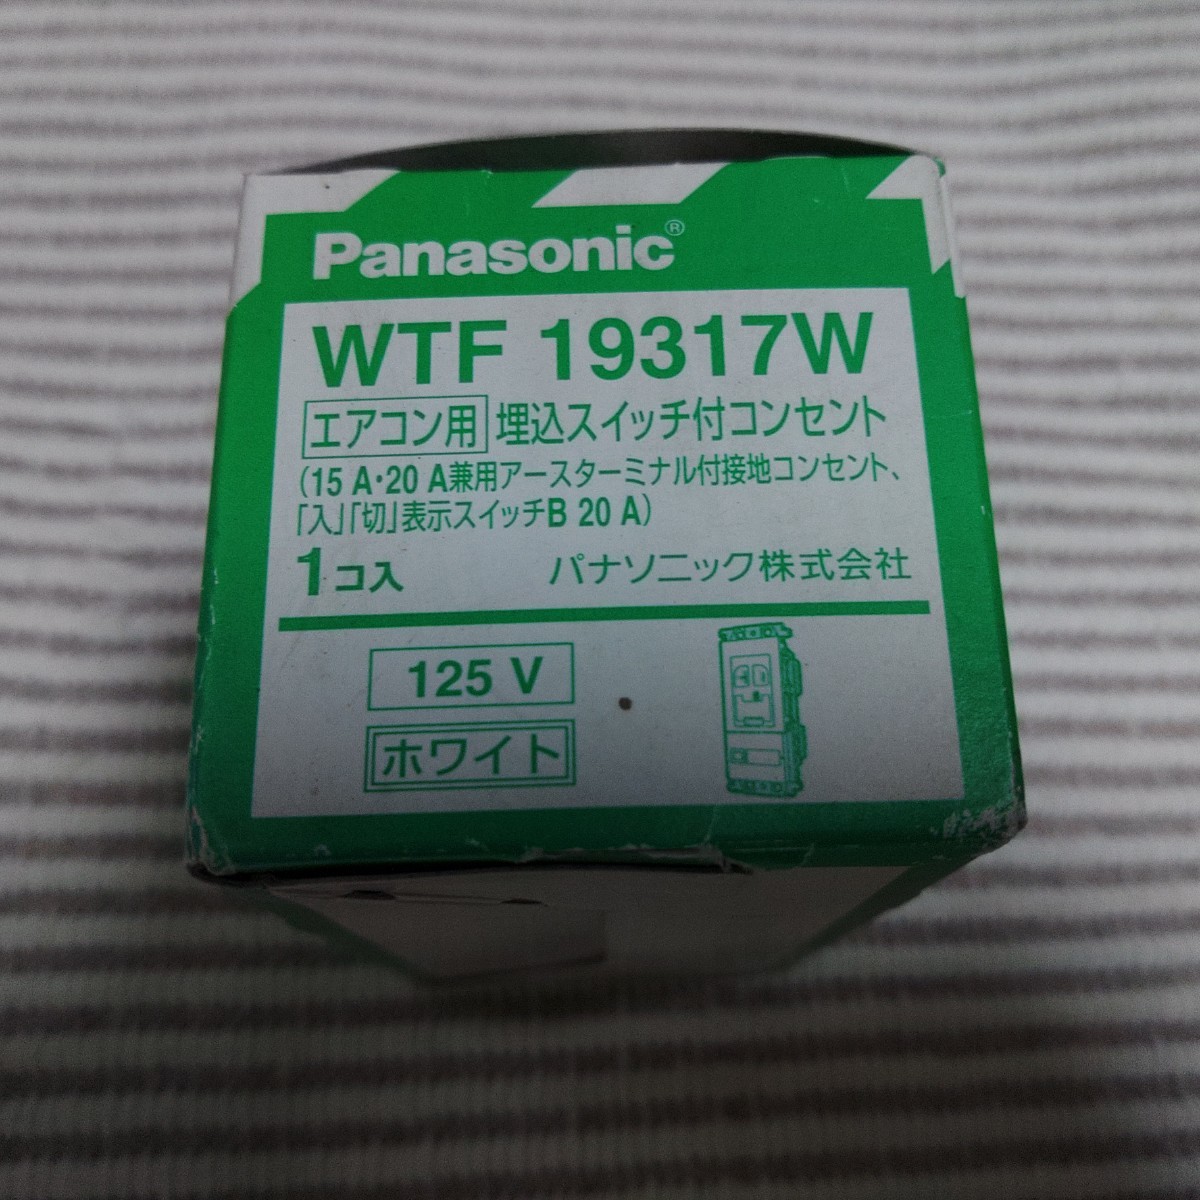 Panasonic®
WTF 19317W
エアコン用 埋込スイッチ付コンセント
(15 A・20 A兼用アースターミナル付接地コンセント、
「入」「切」表示スイッチB 20 A)
1コ入 パナソニック株式会社
125 V
ホワイト